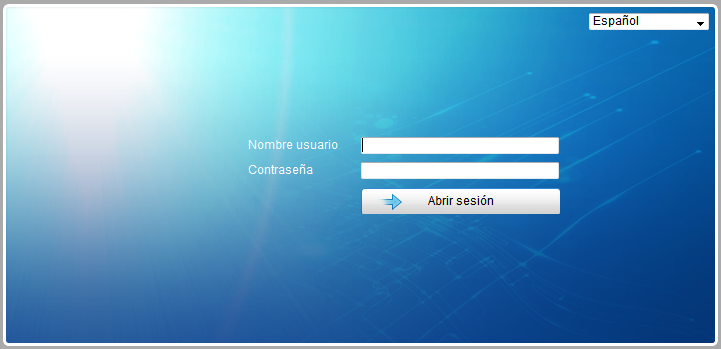 Español
Nombre usuario
Contraseña
Abrir sesión